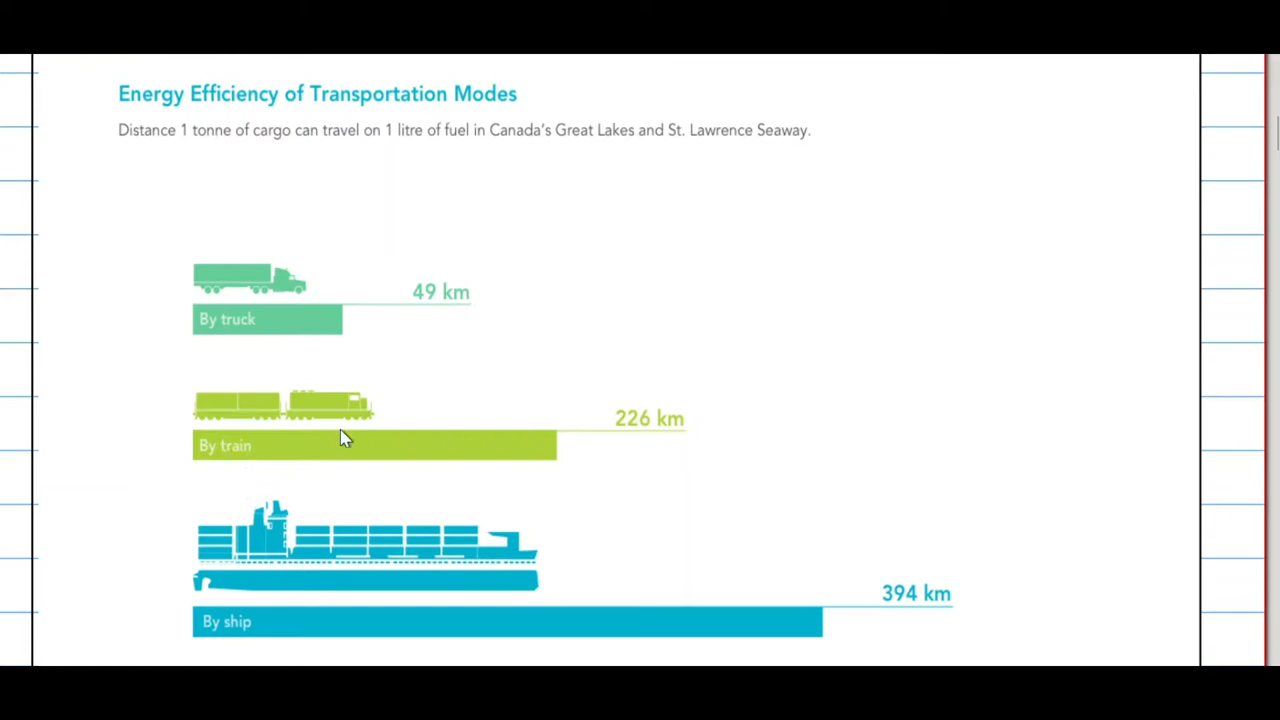 Energy Efficiency of Transportation Modes
Distance 1 tonne of cargo can travel on 1 litre of fuel in Canada's Great Lakes and St. Lawrence Seaway.
49 km
By truck
226 km
By train
394 km
By ship